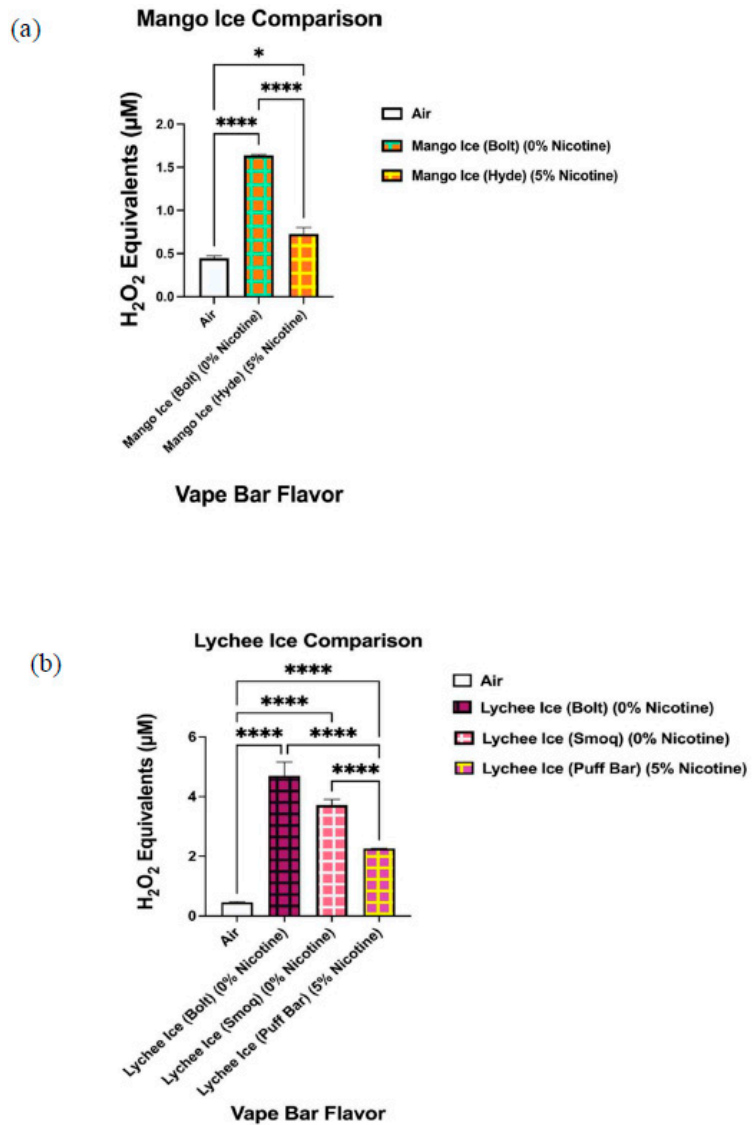 (a)
Mango Ice Comparison
*
**** ****
H₂O₂ Equivalents (μM)
2.0
1.5
1.0
0.5
0.0
Air
Mango Ice (Bolt) (0% Nicotine)
Mango Ice (Hyde) (5% Nicotine)
Vape Bar Flavor
Air
Mango Ice (Bolt) (0% Nicotine)
Mango Ice (Hyde) (5% Nicotine)
(b)
Lychee Ice Comparison
****
****
**** ****
****
H₂O₂ Equivalents (μM)
6
4
2
0
Air
Lychee Ice (Bolt) (0% Nicotine)
Lychee Ice (Smoq) (0% Nicotine)
Lychee Ice (Puff Bar) (5% Nicotine)
Vape Bar Flavor
Air
Lychee Ice (Bolt) (0% Nicotine)
Lychee Ice (Smoq) (0% Nicotine)
Lychee Ice (Puff Bar) (5% Nicotine)